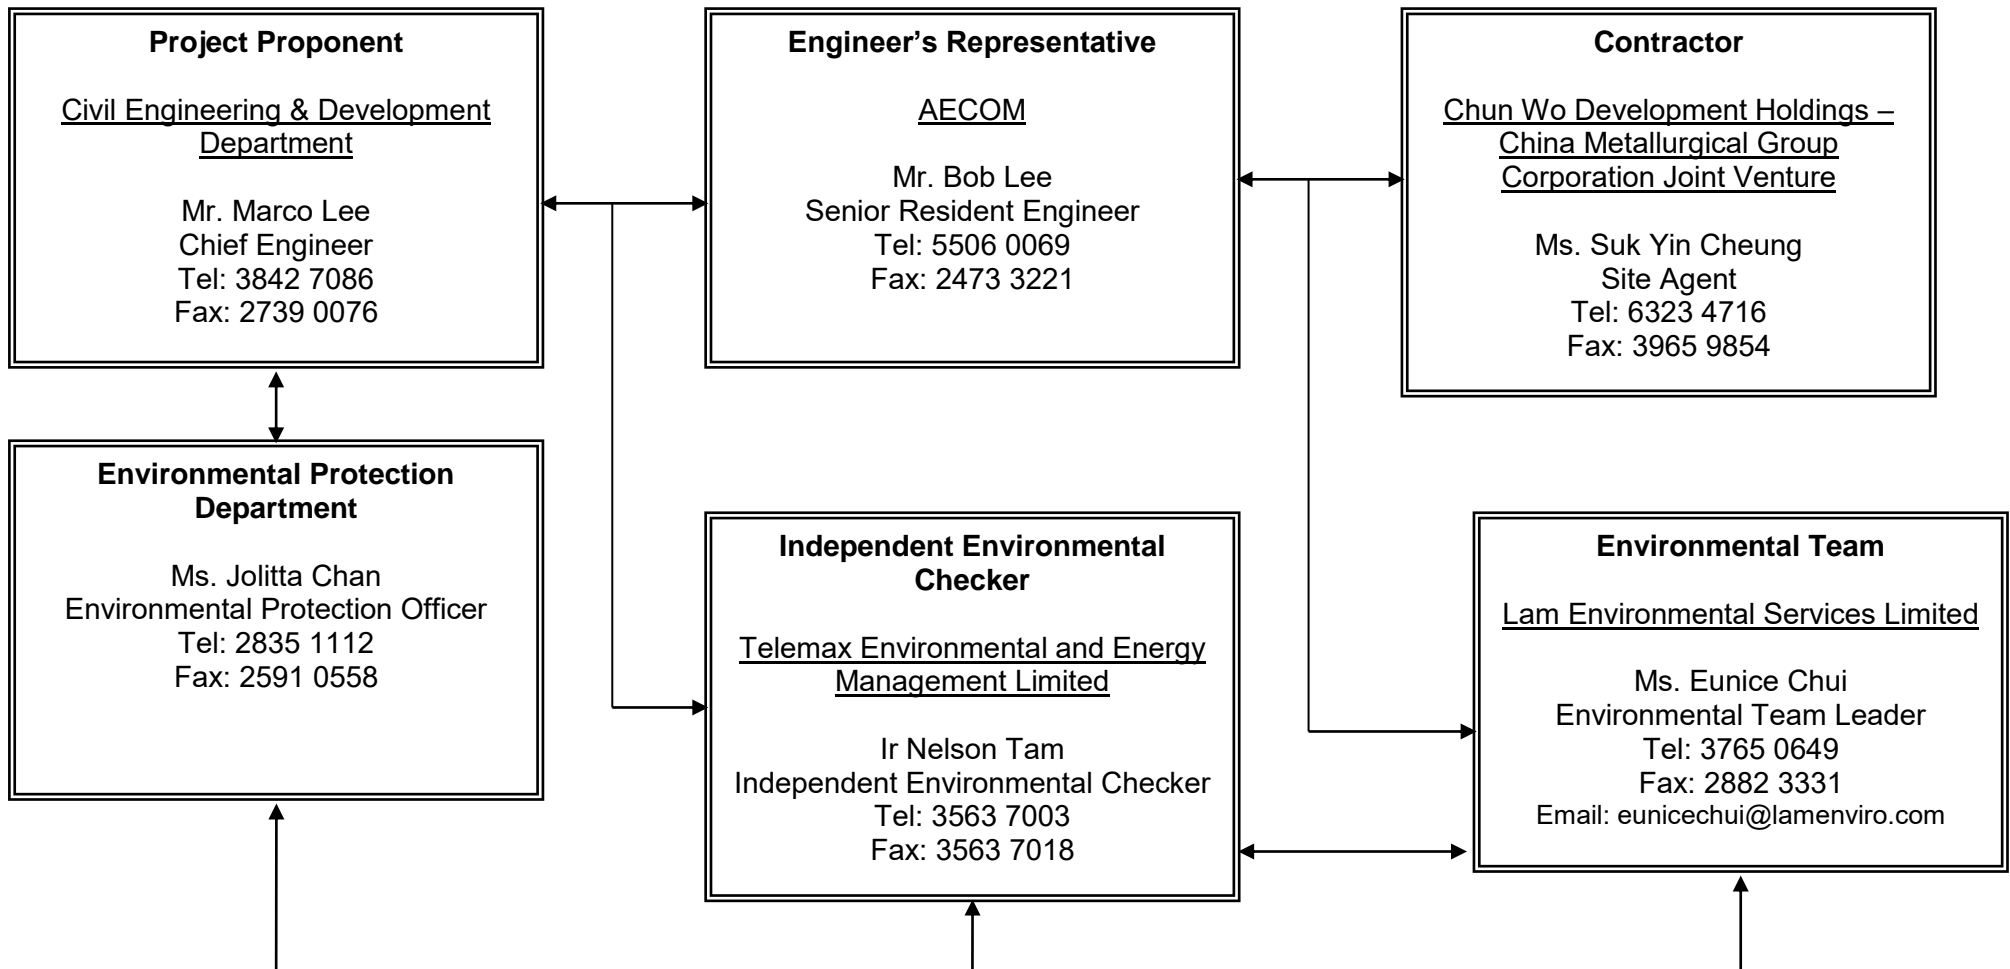 Project Proponent
Civil Engineering & Development
Department
Mr. Marco Lee
Chief Engineer
Tel: 3842 7086
Fax: 2739 0076
Engineer’s Representative
AECOM
Mr. Bob Lee
Senior Resident Engineer
Tel: 5506 0069
Fax: 2473 3221
Contractor
Chun Wo Development Holdings –
China Metallurgical Group
Corporation Joint Venture
Ms. Suk Yin Cheung
Site Agent
Tel: 6323 4716
Fax: 3965 9854
Environmental Protection
Department
Ms. Jolitta Chan
Environmental Protection Officer
Tel: 2835 1112
Fax: 2591 0558
Independent Environmental
Checker
Telemax Environmental and Energy
Management Limited
Ir Nelson Tam
Independent Environmental Checker
Tel: 3563 7003
Fax: 3563 7018
Environmental Team
Lam Environmental Services Limited
Ms. Eunice Chui
Environmental Team Leader
Tel: 3765 0649
Fax: 2882 3331
Email: eunicechui@lamenviro.com